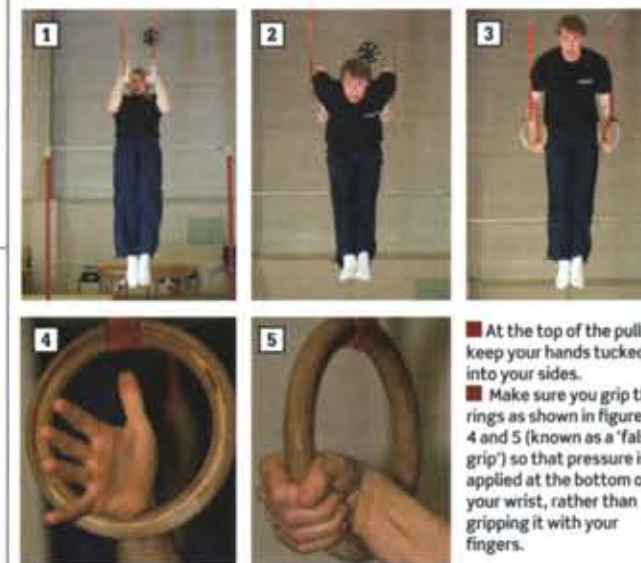 1
2
3
4
5
At the top of the pull
keep your hands tucked
into your sides.
Make sure you grip
rings as shown in figure
4 and 5 (known as a
grip') so that pressure
applied at the bottom
your wrist, rather than
gripping it with your
fingers.